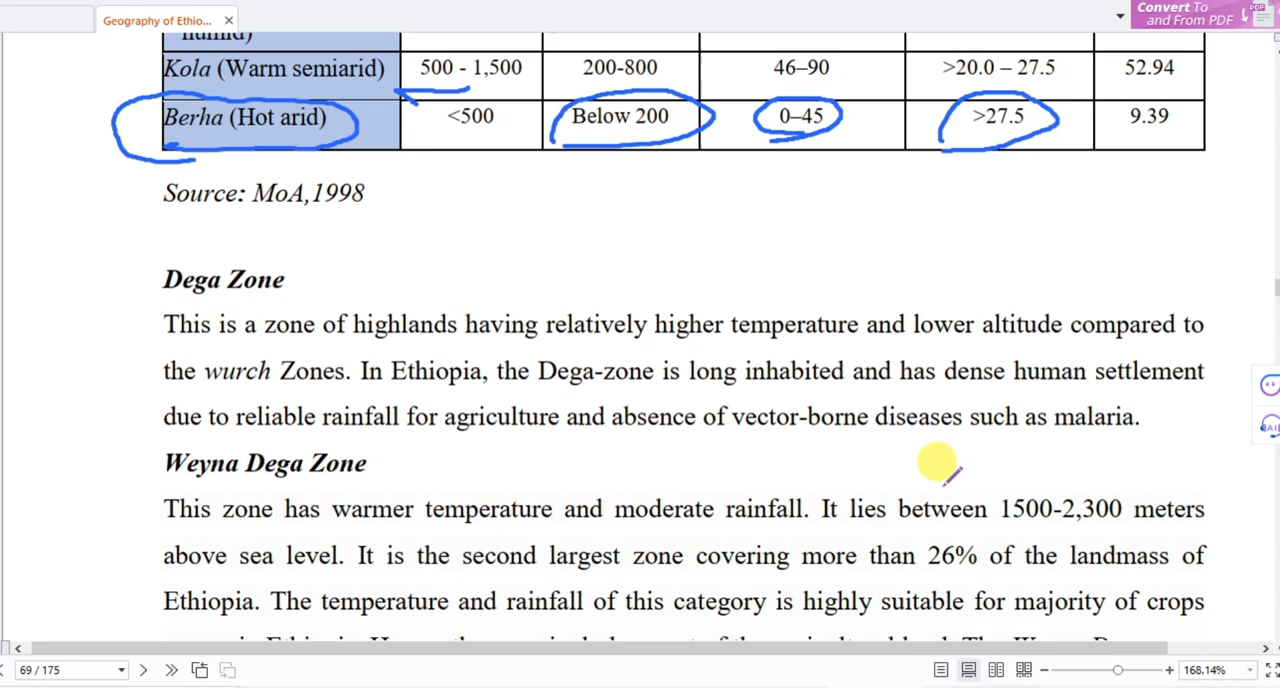 Geography of Ethio...
Convert To
and From PDF
PDF
humid)
Kola (Warm semiarid) 500 - 1,500 200-800 46–90 >20.0 – 27.5 52.94
Berha (Hot arid) <500 Below 200 0–45 >27.5 9.39
Source: MoA,1998
Dega Zone
This is a zone of highlands having relatively higher temperature and lower altitude compared to
the wurch Zones. In Ethiopia, the Dega-zone is long inhabited and has dense human settlement
due to reliable rainfall for agriculture and absence of vector-borne diseases such as malaria.
Weyna Dega Zone
This zone has warmer temperature and moderate rainfall. It lies between 1500-2,300 meters
above sea level. It is the second largest zone covering more than 26% of the landmass of
Ethiopia. The temperature and rainfall of this category is highly suitable for majority of crops
AI
69 / 175
168.14%